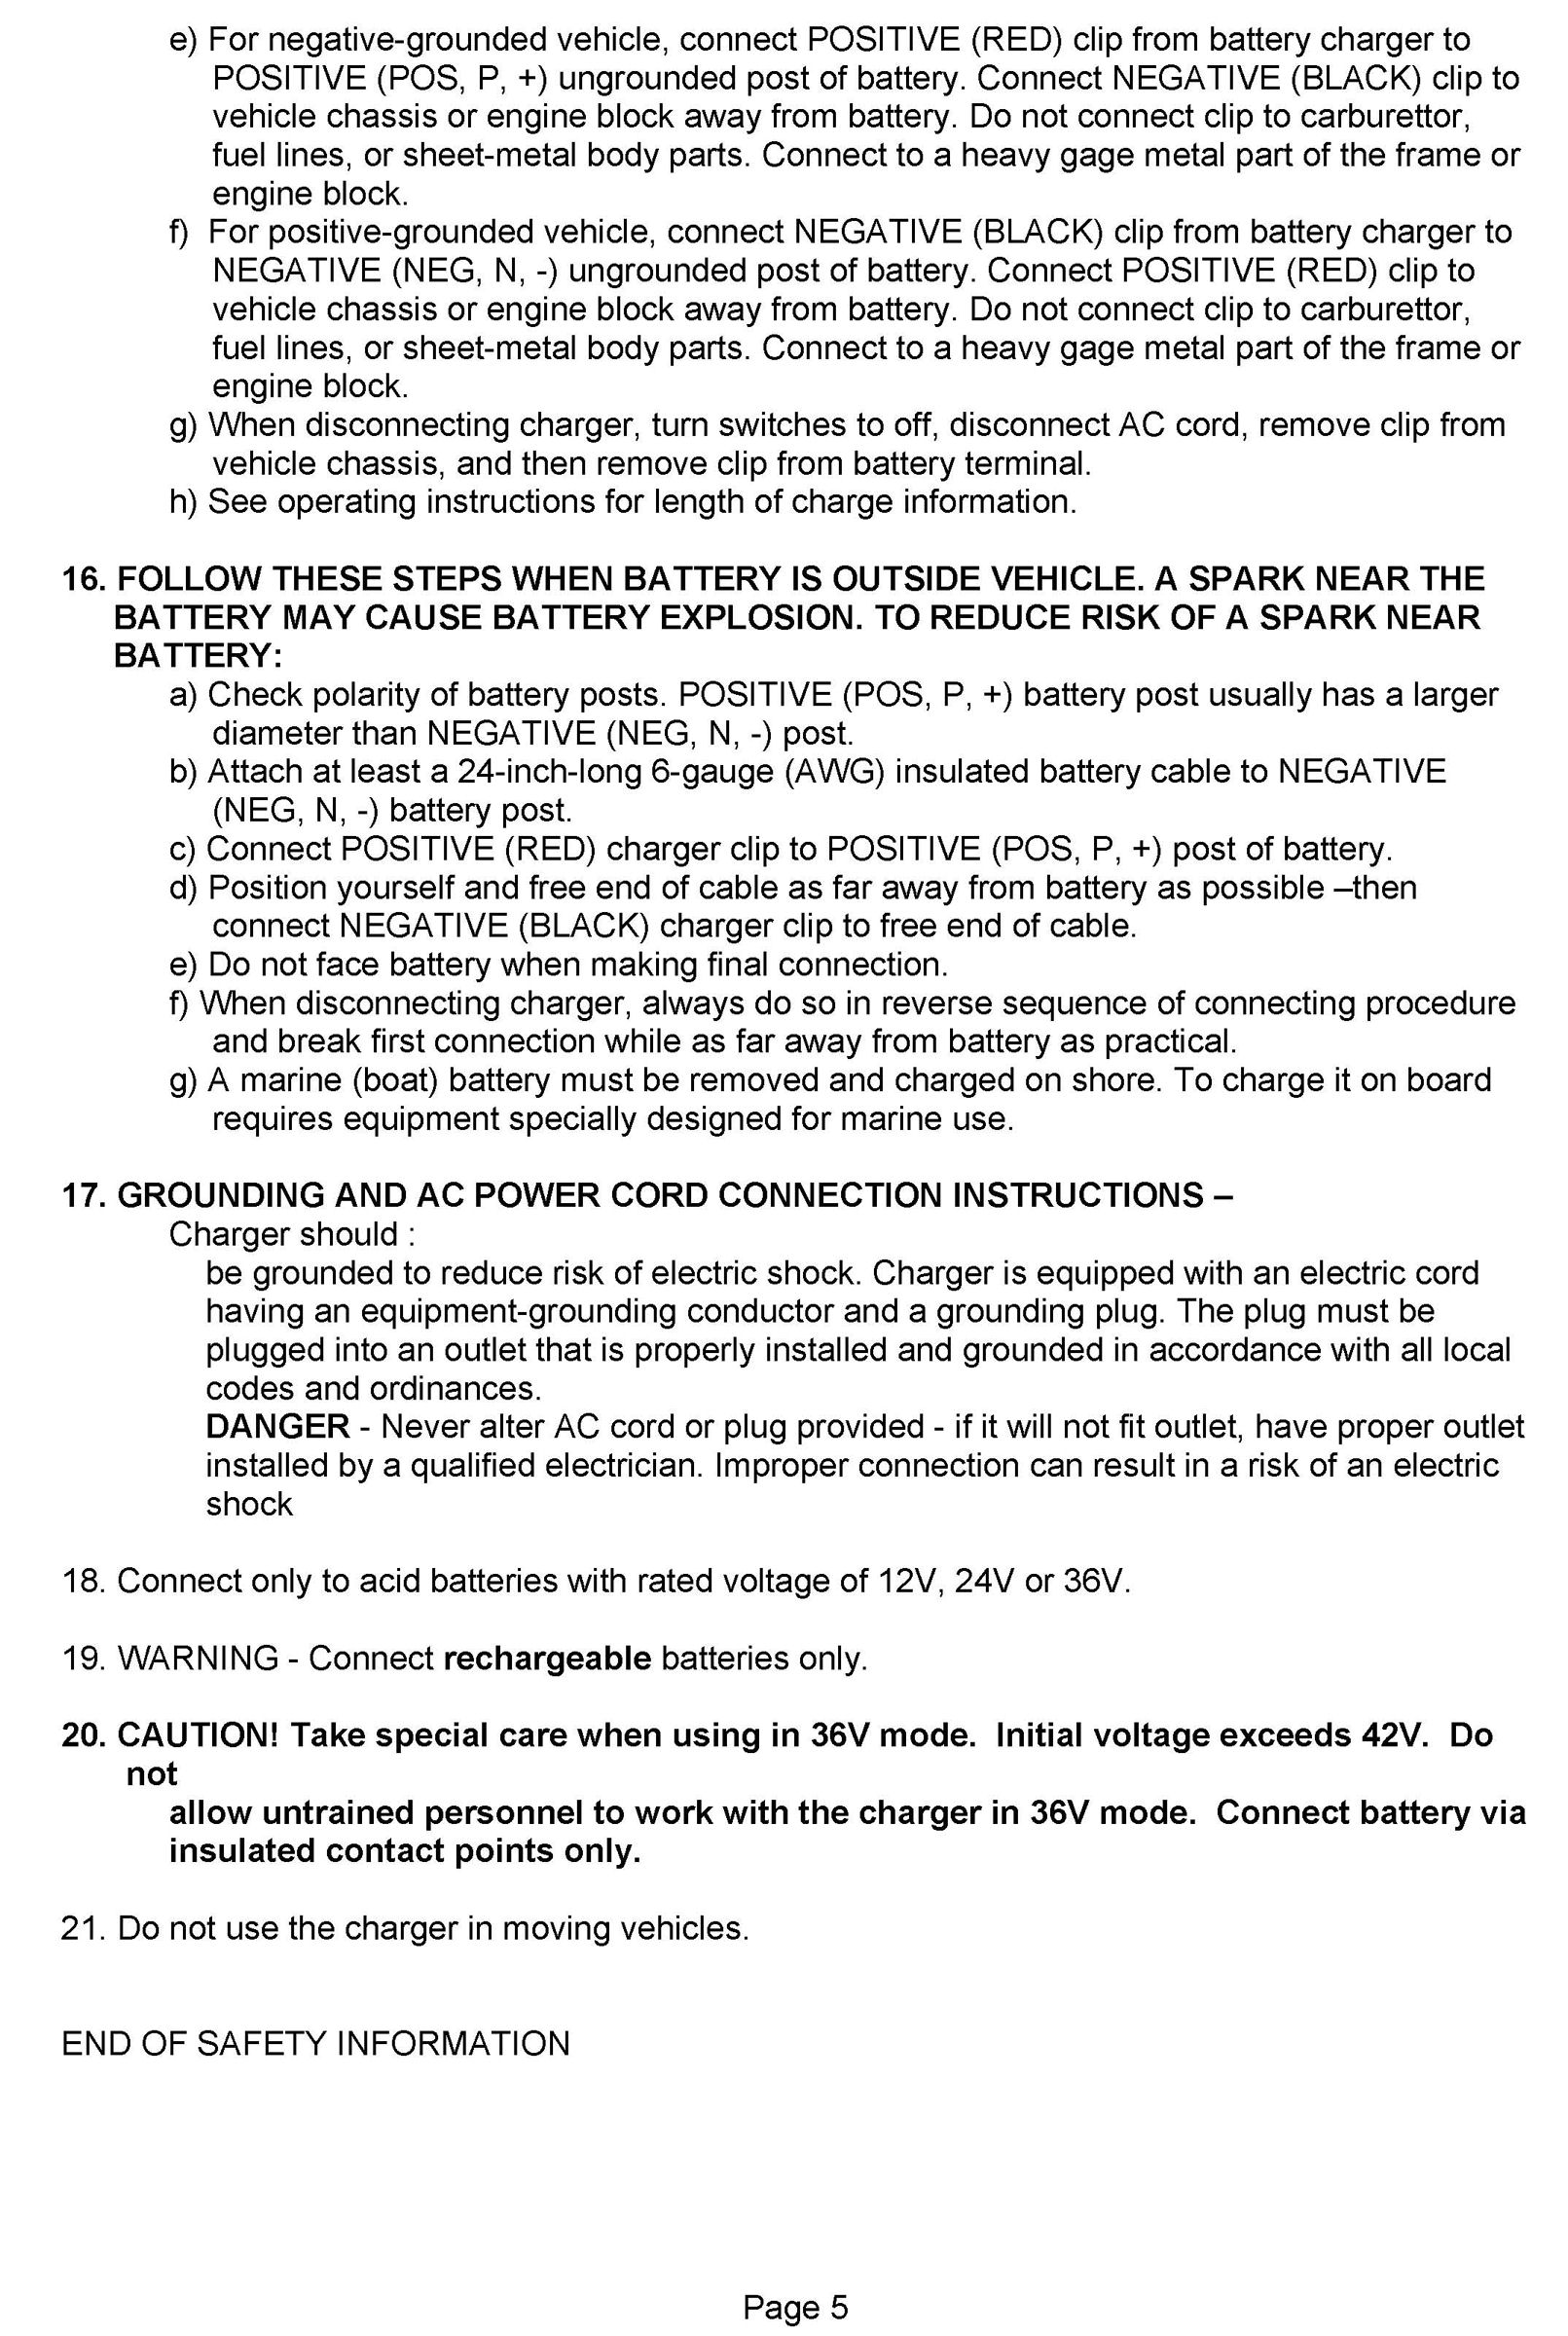 e) For negative-grounded vehicle, connect POSITIVE (RED) clip from battery charger to
POSITIVE (POS, P, +) ungrounded post of battery. Connect NEGATIVE (BLACK) clip to
vehicle chassis or engine block away from battery. Do not connect clip to carburettor,
fuel lines, or sheet-metal body parts. Connect to a heavy gage metal part of the frame or
engine block.
f) For positive-grounded vehicle, connect NEGATIVE (BLACK) clip from battery charger to
NEGATIVE (NEG, N, -) ungrounded post of battery. Connect POSITIVE (RED) clip to
vehicle chassis or engine block away from battery. Do not connect clip to carburettor,
fuel lines, or sheet-metal body parts. Connect to a heavy gage metal part of the frame or
engine block.
g) When disconnecting charger, turn switches to off, disconnect AC cord, remove clip from
vehicle chassis, and then remove clip from battery terminal.
h) See operating instructions for length of charge information.
16. FOLLOW THESE STEPS WHEN BATTERY IS OUTSIDE VEHICLE. A SPARK NEAR THE
BATTERY MAY CAUSE BATTERY EXPLOSION. TO REDUCE RISK OF A SPARK NEAR
BATTERY:
a) Check polarity of battery posts. POSITIVE (POS, P, +) battery post usually has a larger
diameter than NEGATIVE (NEG, N, -) post.
b) Attach at least a 24-inch-long 6-gauge (AWG) insulated battery cable to NEGATIVE
(NEG, N, -) battery post.
c) Connect POSITIVE (RED) charger clip to POSITIVE (POS, P, +) post of battery.
d) Position yourself and free end of cable as far away from battery as possible –then
connect NEGATIVE (BLACK) charger clip to free end of cable.
e) Do not face battery when making final connection.
f) When disconnecting charger, always do so in reverse sequence of connecting procedure
and break first connection while as far away from battery as practical.
g) A marine (boat) battery must be removed and charged on shore. To charge it on board
requires equipment specially designed for marine use.
17. GROUNDING AND AC POWER CORD CONNECTION INSTRUCTIONS –
Charger should :
be grounded to reduce risk of electric shock. Charger is equipped with an electric cord
having an equipment-grounding conductor and a grounding plug. The plug must be
plugged into an outlet that is properly installed and grounded in accordance with all local
codes and ordinances.
DANGER - Never alter AC cord or plug provided - if it will not fit outlet, have proper outlet
installed by a qualified electrician. Improper connection can result in a risk of an electric
shock
18. Connect only to acid batteries with rated voltage of 12V, 24V or 36V.
19. WARNING - Connect rechargeable batteries only.
20. CAUTION! Take special care when using in 36V mode.  Initial voltage exceeds 42V.  Do
not
allow untrained personnel to work with the charger in 36V mode.  Connect battery via
insulated contact points only.
21. Do not use the charger in moving vehicles.
END OF SAFETY INFORMATION
Page 5